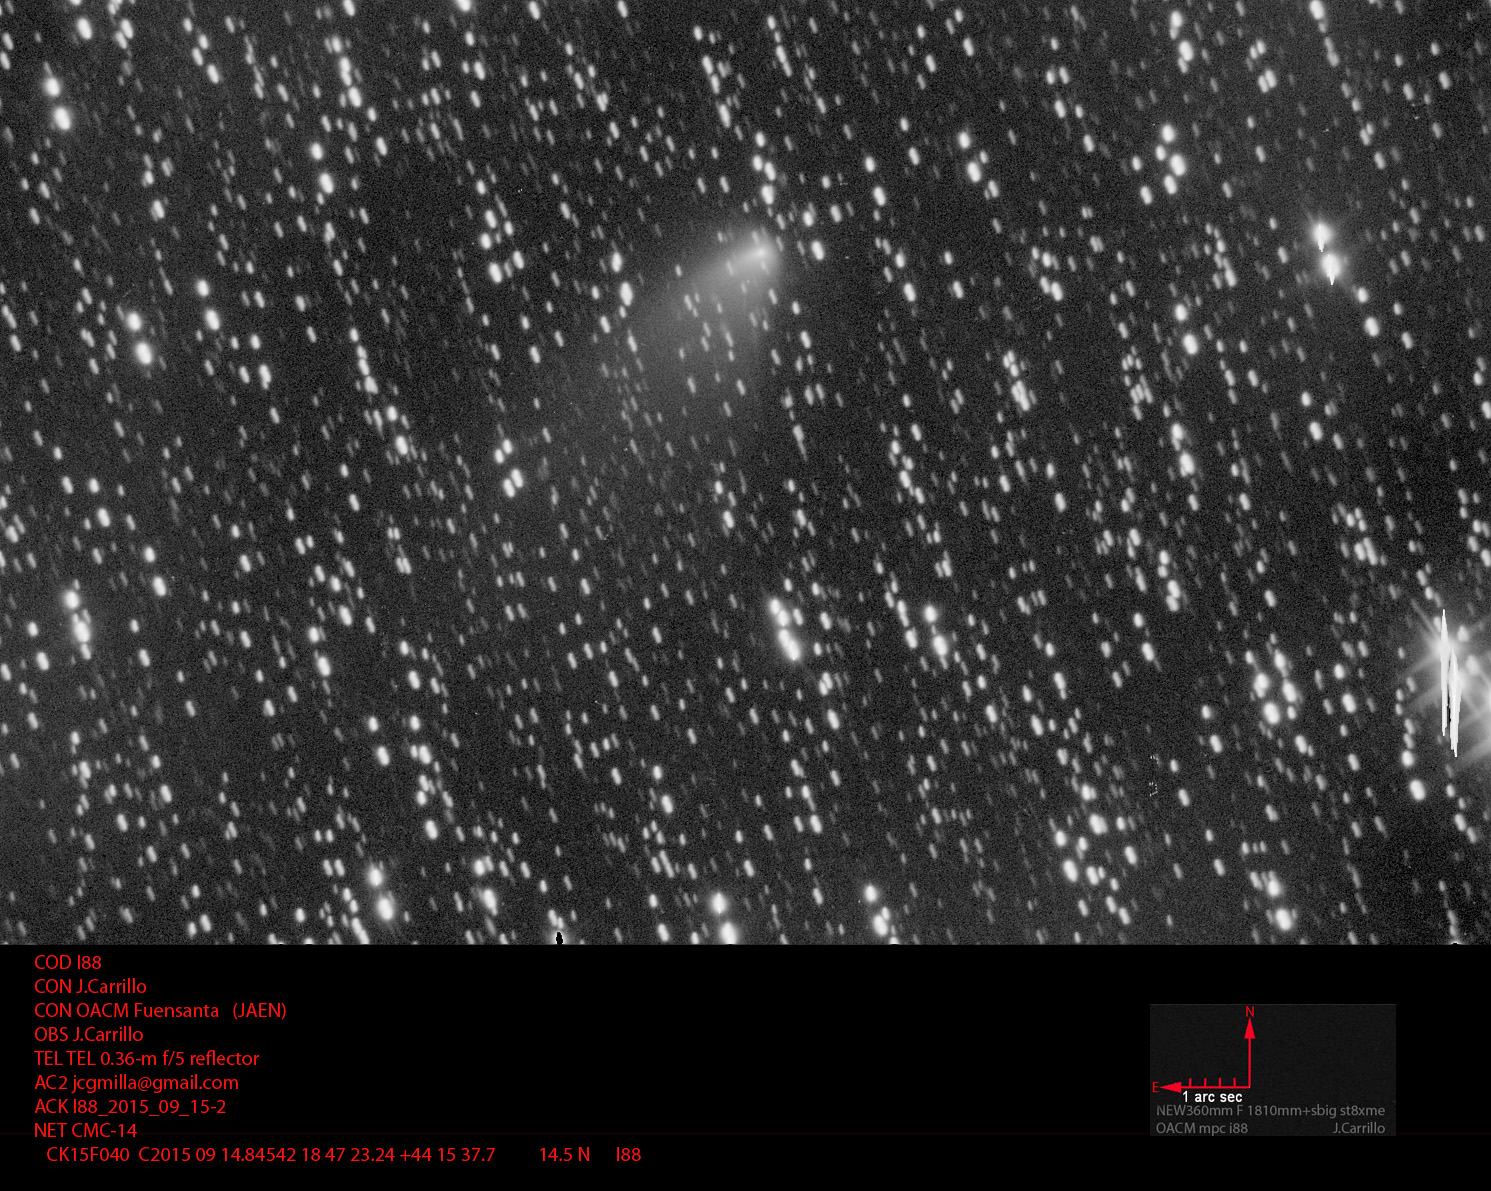 COD I88
CON J.Carrillo
CON OACM Fuensanta (JAEN)
OBS J.Carrillo
TEL TEL 0.36-m f/5 reflector
AC2 jcgmilla@gmail.com
ACK I88_2015_09_15-2
NET CMC-14
CK15F040 C2015 09 14.84542 18 47 23.24 +44 15 37.7 14.5 N I88
N
E
1 arc sec
NEW360mm F 1810mm+sbig st8xme
OACM mpc i88 J.Carrillo